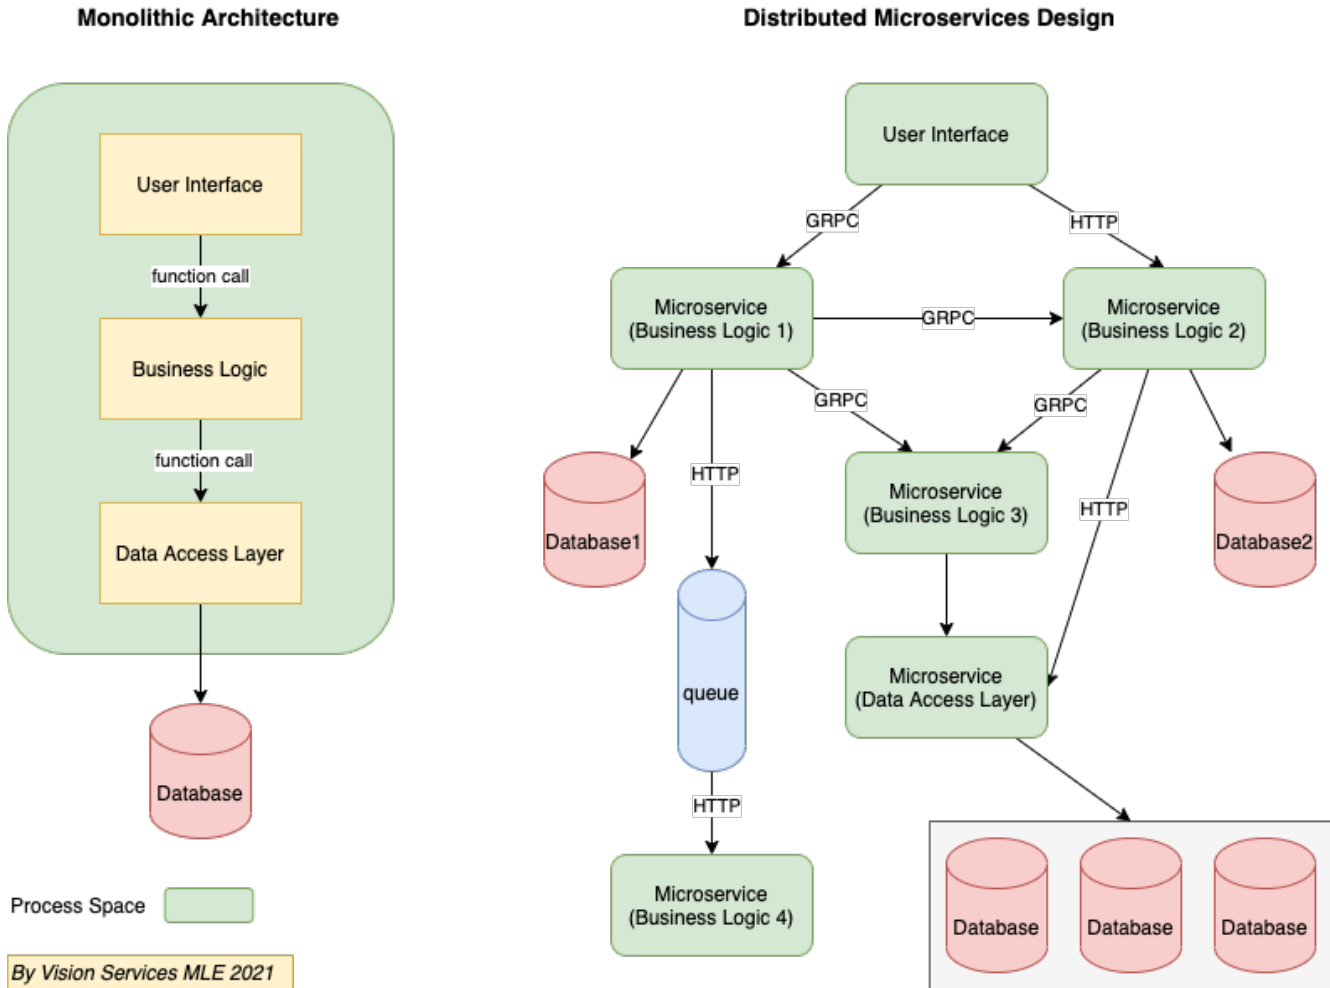 Monolithic Architecture
Distributed Microservices Design
User Interface
function call
Business Logic
function call
Data Access Layer
Database
Process Space
By Vision Services MLE 2021
User Interface
GRPC
HTTP
Microservice
(Business Logic 1)
GRPC
Microservice
(Business Logic 2)
GRPC
GRPC
HTTP
HTTP
Database1
Microservice
(Business Logic 3)
Database2
queue
Microservice
(Data Access Layer)
HTTP
Microservice
(Business Logic 4)
Database
Database
Database